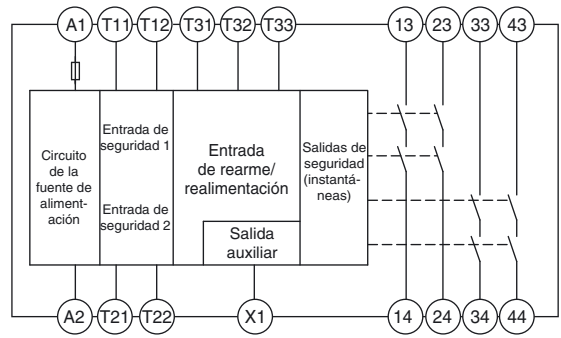 A1 T11 T12 T31 T32 T33 13 23 33 43
Circuito
de la
fuente de
aliment-
ación
Entrada de
seguridad 1
Entrada de
seguridad 2
Entrada
de rearme/
realimentación
Salida
auxiliar
Salidas de
seguridad
(instantá-
neas)
A2 T21 T22 X1 14 24 34 44